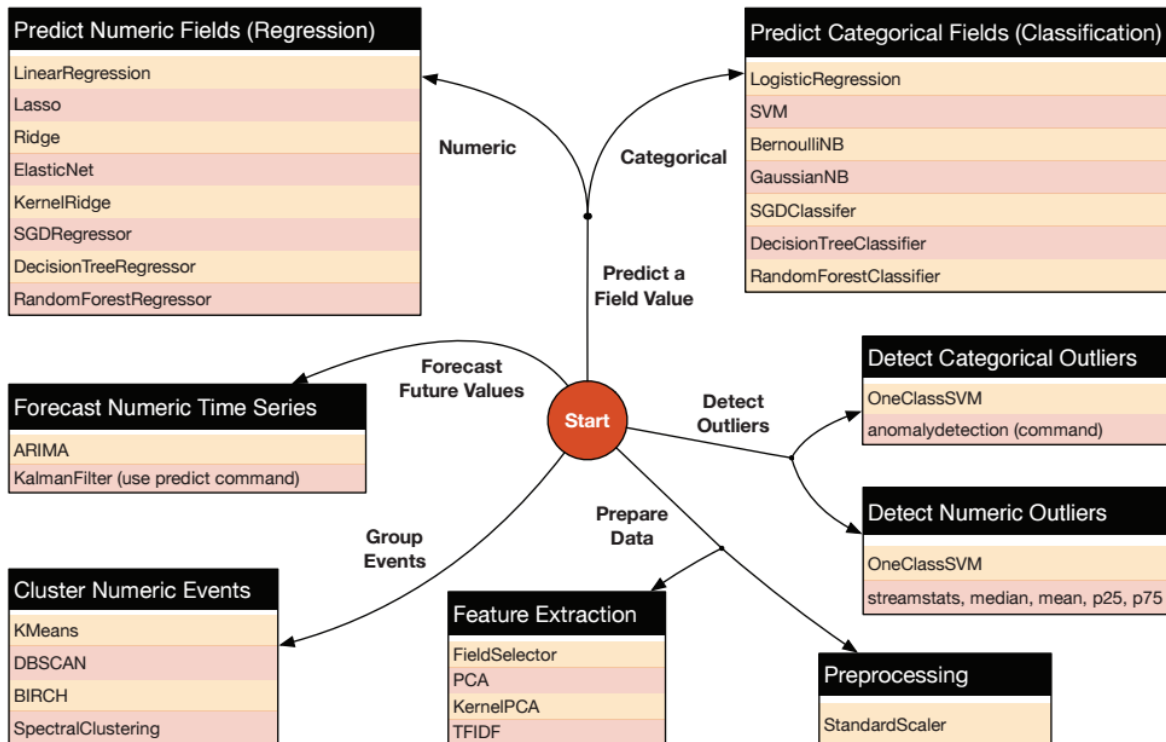 Predict Numeric Fields (Regression)
LinearRegression
Lasso
Ridge
ElasticNet
KernelRidge
SGDRegressor
DecisionTreeRegressor
RandomForestRegressor
Numeric
Categorical
Predict Categorical Fields (Classification)
LogisticRegression
SVM
BernoulliNB
GaussianNB
SGDClassifer
DecisionTreeClassifier
RandomForestClassifier
Predict a
Field Value
Forecast
Future Values
Forecast Numeric Time Series
ARIMA
KalmanFilter (use predict command)
Start
Detect
Outliers
Detect Categorical Outliers
OneClassSVM
anomalydetection (command)
Detect Numeric Outliers
OneClassSVM
streamstats, median, mean, p25, p75
Group
Events
Cluster Numeric Events
KMeans
DBSCAN
BIRCH
SpectralClustering
Prepare
Data
Feature Extraction
FieldSelector
PCA
KernelPCA
TFIDF
Preprocessing
StandardScaler